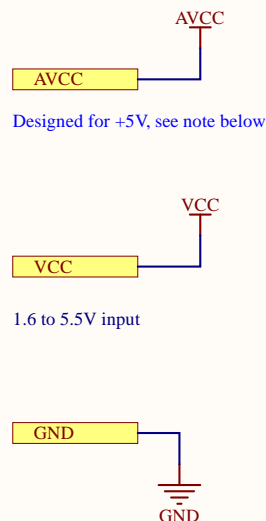 AVCC
AVCC
Designed for +5V, see note below
VCC
VCC
1.6 to 5.5V input
GND
GND